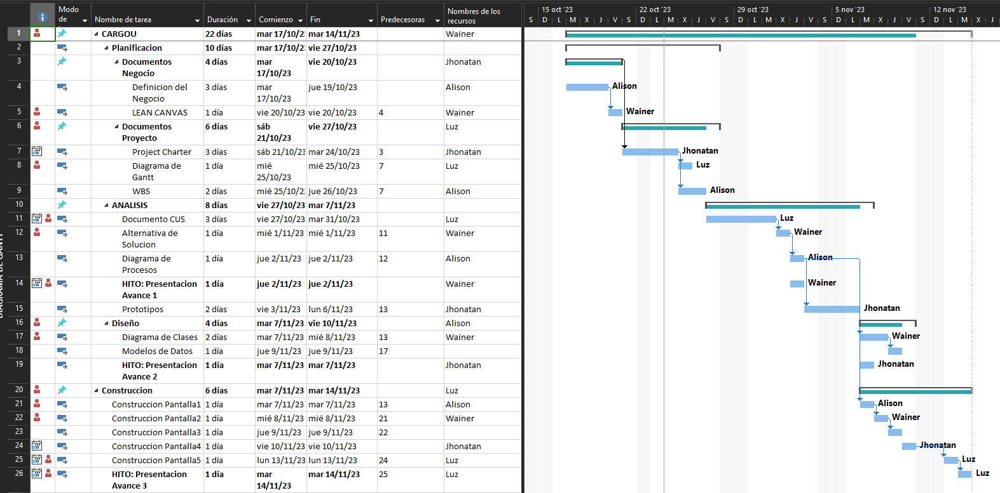 Modo de
Nombre de tarea
Duración
Comienzo
Fin
Predecesoras
Nombres de los recursos
15 oct '23
22 oct '23
29 oct '23
5 nov '23
12 nov '23
S D L M X J V S D L M X J V S D L M X J V S D L M X J V S D L M X J
1 CARGOU 22 días mar 17/10/2 mar 14/11/23 Wainer
2 Planificacion 10 días mar 17/10/ vie 27/10/23
3 Documentos Negocio 4 días mar 17/10/23 vie 20/10/23 Jhonatan
4 Definicion del Negocio 3 días mar 17/10/23 jue 19/10/23 Alison
Alison
5 LEAN CANVAS 1 día vie 20/10/23 vie 20/10/23 4 Wainer
Wainer
6 Documentos Proyecto 6 días sáb 21/10/23 vie 27/10/23 Luz
7 Project Charter 3 días sáb 21/10/23 mar 24/10/23 3 Jhonatan
Jhonatan
8 Diagrama de Gantt 1 día mié 25/10/23 mié 25/10/23 7 Luz
Luz
9 WBS 2 días mié 25/10/2 jue 26/10/23 7 Alison
Alison
10 ANALISIS 8 días vie 27/10/23 mar 7/11/23
11 Documento CUS 3 días vie 27/10/23 mar 31/10/23 Luz
Luz
12 Alternativa de Solucion 1 día mié 1/11/23 mié 1/11/23 11 Wainer
Wainer
13 Diagrama de Procesos 1 día jue 2/11/23 jue 2/11/23 12 Alison
Alison
14 HITO: Presentacion Avance 1 1 día jue 2/11/23 jue 2/11/23 Wainer
Wainer
15 Prototipos 2 días vie 3/11/23 lun 6/11/23 13 Jhonatan
Jhonatan
16 Diseño 4 días mar 7/11/23 vie 10/11/23 Alison
17 Diagrama de Clases 2 días mar 7/11/23 mié 8/11/23 13 Wainer
Wainer
18 Modelos de Datos 1 día jue 9/11/23 jue 9/11/23 17
19 HITO: Presentacion Avance 2 1 día mar 7/11/23 mar 7/11/23 Jhonatan
Jhonatan
20 Construccion 6 días mar 7/11/23 mar 14/11/23 Luz
21 Construccion Pantalla1 1 día mar 7/11/23 mar 7/11/23 13 Alison
Alison
22 Construccion Pantalla2 1 día mié 8/11/23 mié 8/11/23 21 Wainer
Wainer
23 Construccion Pantalla3 1 día jue 9/11/23 jue 9/11/23 22
24 Construccion Pantalla4 1 día vie 10/11/23 vie 10/11/23 Jhonatan
Jhonatan
25 Construccion Pantalla5 1 día lun 13/11/23 lun 13/11/23 24 Luz
Luz
26 HITO: Presentacion Avance 3 1 día mar 14/11/23 mar 14/11/23 25 Luz
Luz